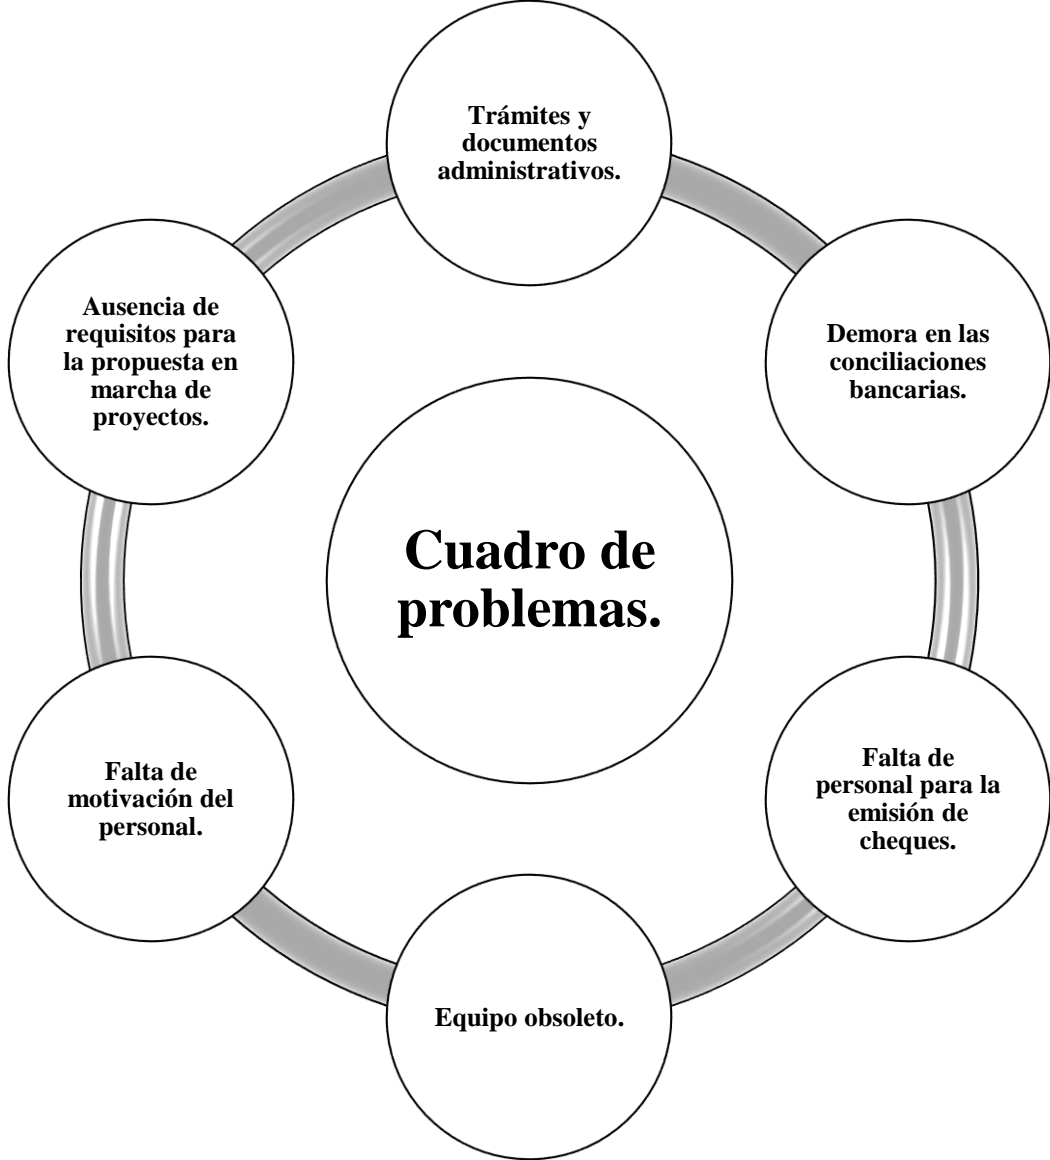 Trámites y
documentos
administrativos.
Ausencia de
requisitos para
la propuesta en
marcha de
proyectos.
Demora en las
conciliaciones
bancarias.
Cuadro de
problemas.
Falta de
motivación del
personal.
Falta de
personal para la
emisión de
cheques.
Equipo obsoleto.